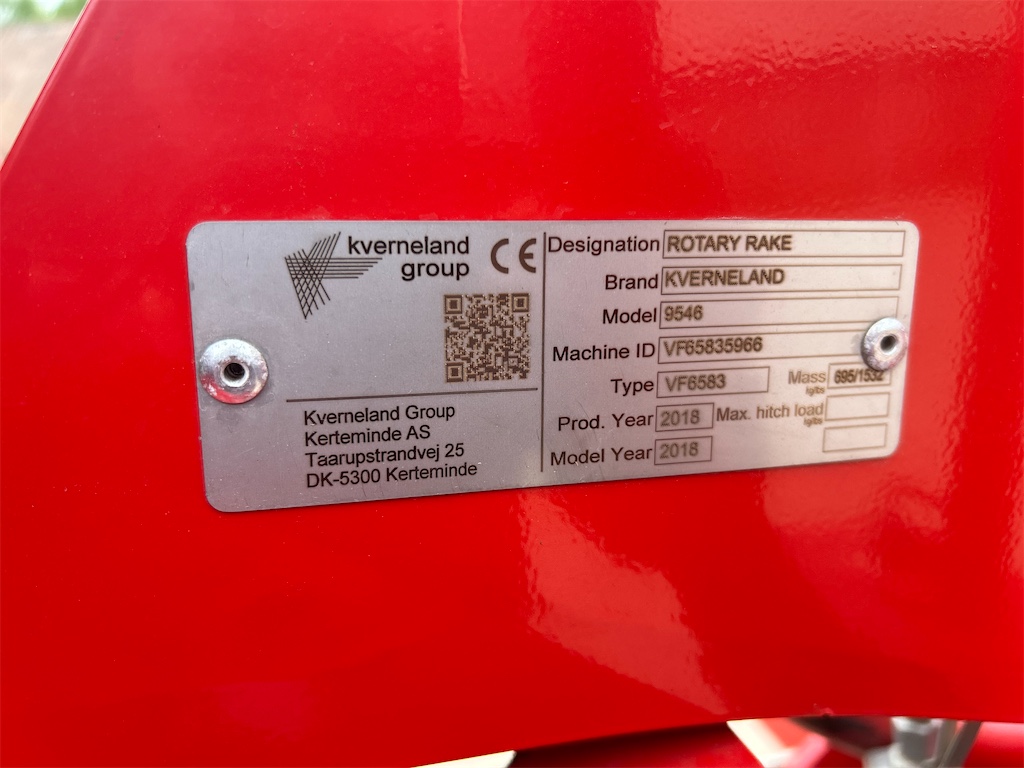 kverneland
group
CE
Kverneland Group
Kerteminde AS
Taarupstrandvej 25
DK-5300 Kerteminde
Designation ROTARY RAKE
Brand KVERNELAND
Model 9546
Machine ID VF65835966
Type VF6583 Mass kg/lbs 695/1532
Prod. Year 2018 Max. hitch load kg/lbs
Model Year 2018